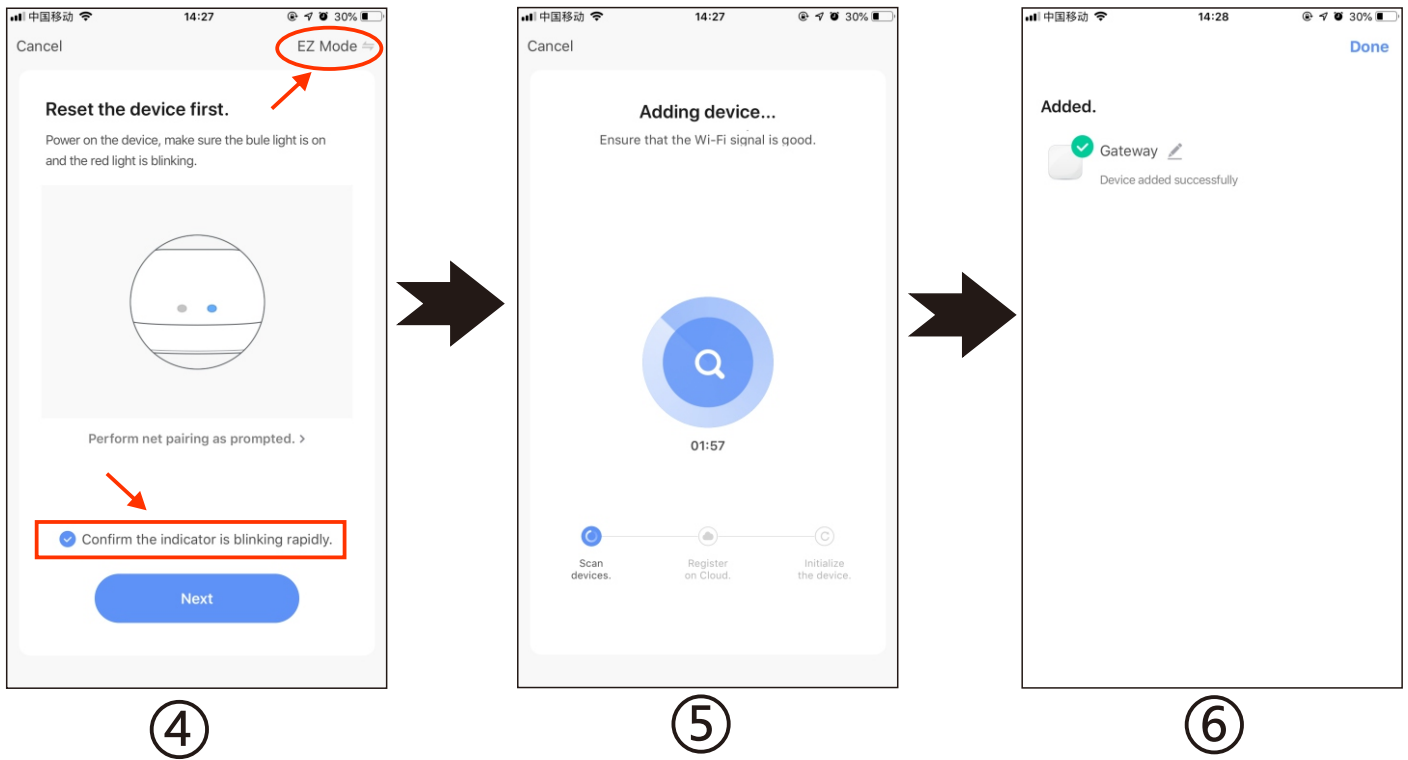 中国移动 14:27 30%
Cancel EZ Mode
Reset the device first.
Power on the device, make sure the bule light is on
and the red light is blinking.
Perform net pairing as prompted. >
Confirm the indicator is blinking rapidly.
Next
④
中国移动 14:27 30%
Cancel
Adding device...
Ensure that the Wi-Fi signal is good.
01:57
Scan
devices.
Register
on Cloud.
Initialize
the device.
⑤
中国移动 14:28 30%
Done
Added.
Gateway
Device added successfully
⑥